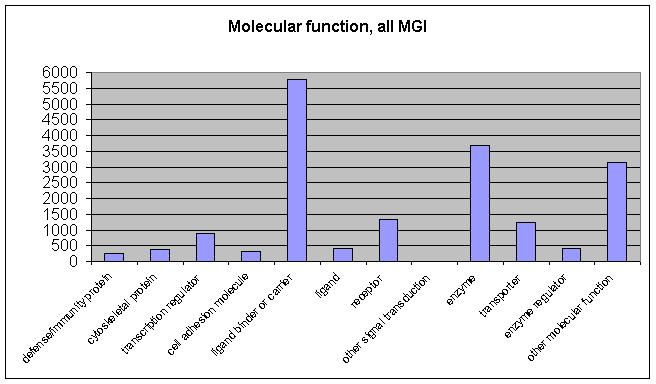 Molecular function, all MGI
6000
5500
5000
4500
4000
3500
3000
2500
2000
1500
1000
500
0
defense/immunity protein
cytoskeletal protein
transcription regulator
cell adhesion molecule
ligand binder or carrier
ligand
receptor
other signal transduction
enzyme
transporter
enzyme regulator
other molecular function